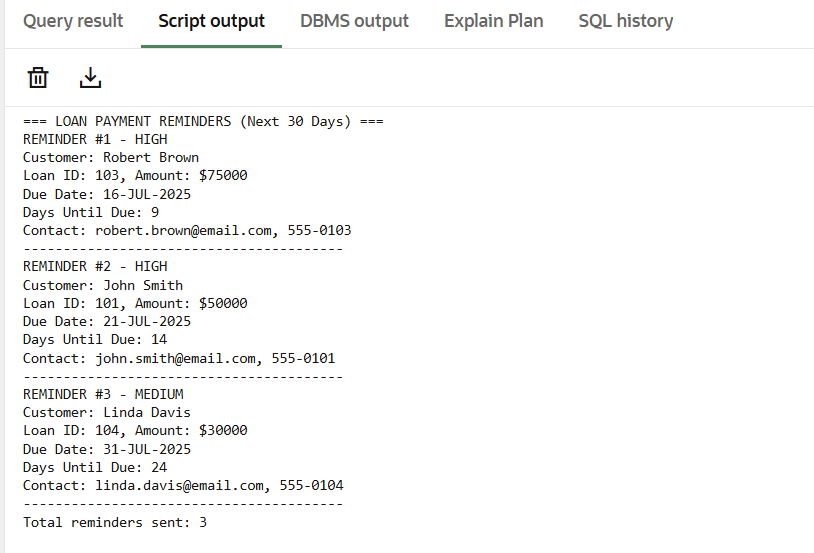 Query result Script output DBMS output Explain Plan SQL history
=== LOAN PAYMENT REMINDERS (Next 30 Days) ===
REMINDER #1 - HIGH
Customer: Robert Brown
Loan ID: 103, Amount: $75000
Due Date: 16-JUL-2025
Days Until Due: 9
Contact: robert.brown@email.com, 555-0103
----------------------------------------
REMINDER #2 - HIGH
Customer: John Smith
Loan ID: 101, Amount: $50000
Due Date: 21-JUL-2025
Days Until Due: 14
Contact: john.smith@email.com, 555-0101
----------------------------------------
REMINDER #3 - MEDIUM
Customer: Linda Davis
Loan ID: 104, Amount: $30000
Due Date: 31-JUL-2025
Days Until Due: 24
Contact: linda.davis@email.com, 555-0104
----------------------------------------
Total reminders sent: 3